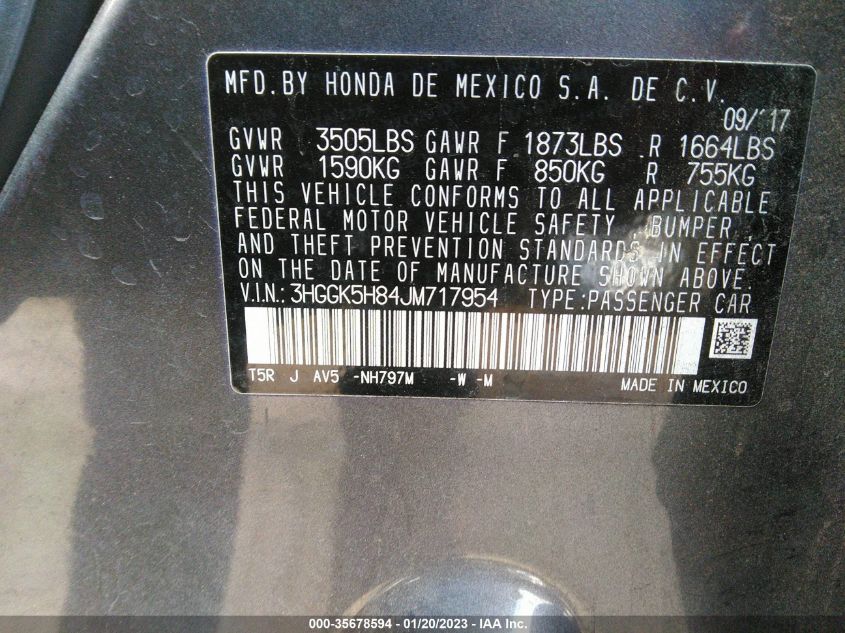 MFD.BY HONDA DE MEXICO S.A. DE C.V.
09/'17
GVWR 3505LBS GAWR F 1873LBS R 1664LBS
GVWR 1590KG GAWR F 850KG R 755KG
THIS VEHICLE CONFORMS TO ALL APPLICABLE
FEDERAL MOTOR VEHICLE SAFETY, BUMPER,
AND THEFT PREVENTION STANDARDS IN EFFECT
ON THE DATE OF MANUFACTURE SHOWN ABOVE.
V.I.N.:3HGGK5H84JM717954 TYPE:PASSENGER CAR
T5R J AV5 -NH797M -W -M
MADE IN MEXICO
000-35678594 — 01/20/2023 — IAA Inc.